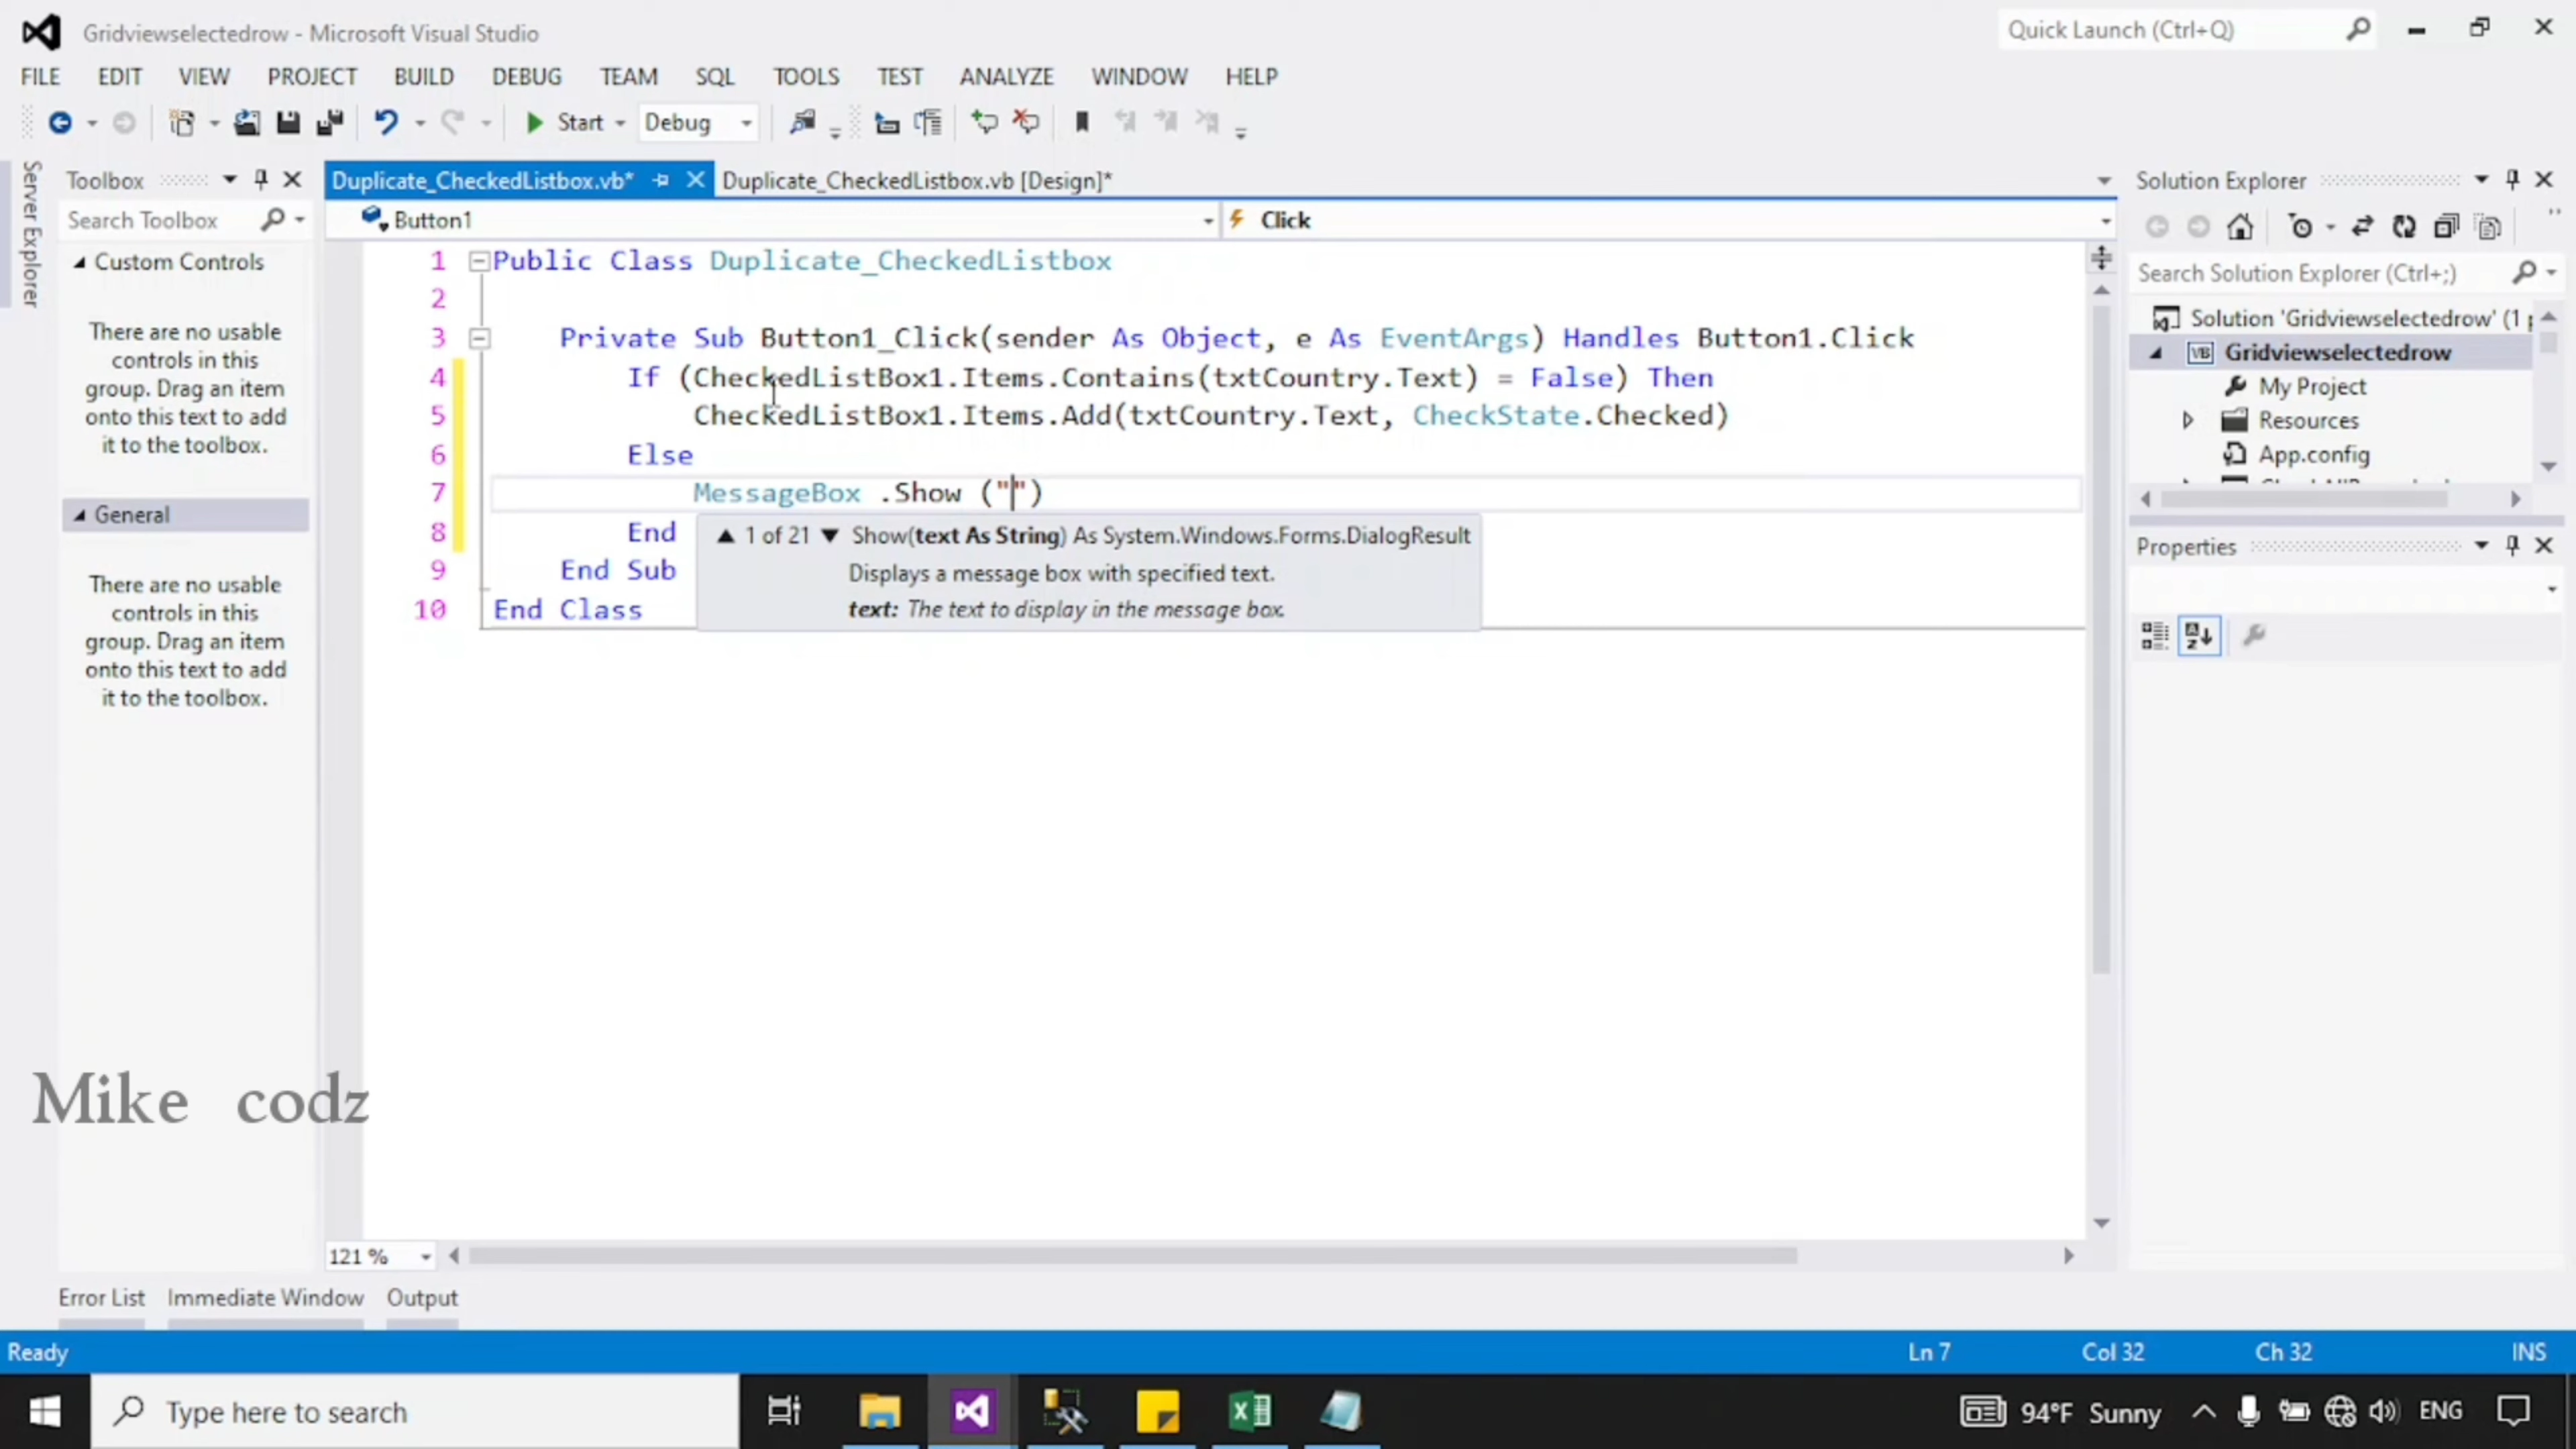 Gridviewselectedrow - Microsoft Visual Studio
Quick Launch (Ctrl+Q)
FILE EDIT VIEW PROJECT BUILD DEBUG TEAM SQL TOOLS TEST ANALYZE WINDOW HELP
Start Debug
Server Explorer
Toolbox
Search Toolbox
Custom Controls
There are no usable
controls in this
group. Drag an item
onto this text to add
it to the toolbox.
General
There are no usable
controls in this
group. Drag an item
onto this text to add
it to the toolbox.
Duplicate_CheckedListbox.vb* Duplicate_CheckedListbox.vb [Design]*
Button1 Click
1 Public Class Duplicate_CheckedListbox
2
3 Private Sub Button1_Click(sender As Object, e As EventArgs) Handles Button1.Click
4 If (CheckedListBox1.Items.Contains(txtCountry.Text) = False) Then
5 CheckedListBox1.Items.Add(txtCountry.Text, CheckState.Checked)
6 Else
7 MessageBox .Show ("")
8 End
9 End Sub
10 End Class
1 of 21 Show(text As String) As System.Windows.Forms.DialogResult
Displays a message box with specified text.
text: The text to display in the message box.
Solution Explorer
Search Solution Explorer (Ctrl+;)
Solution 'Gridviewselectedrow' (1
VB Gridviewselectedrow
My Project
Resources
App.config
Properties
Mike codz
121 %
Error List Immediate Window Output
Ready Ln 7 Col 32 Ch 32 INS
Type here to search
94°F Sunny ENG